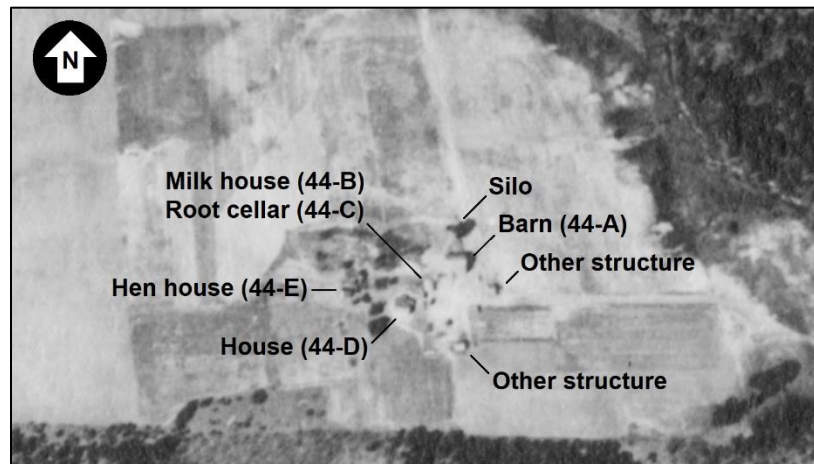 N
Milk house (44-B)
Root cellar (44-C)
Silo
Barn (44-A)
Other structure
Hen house (44-E)
House (44-D)
Other structure